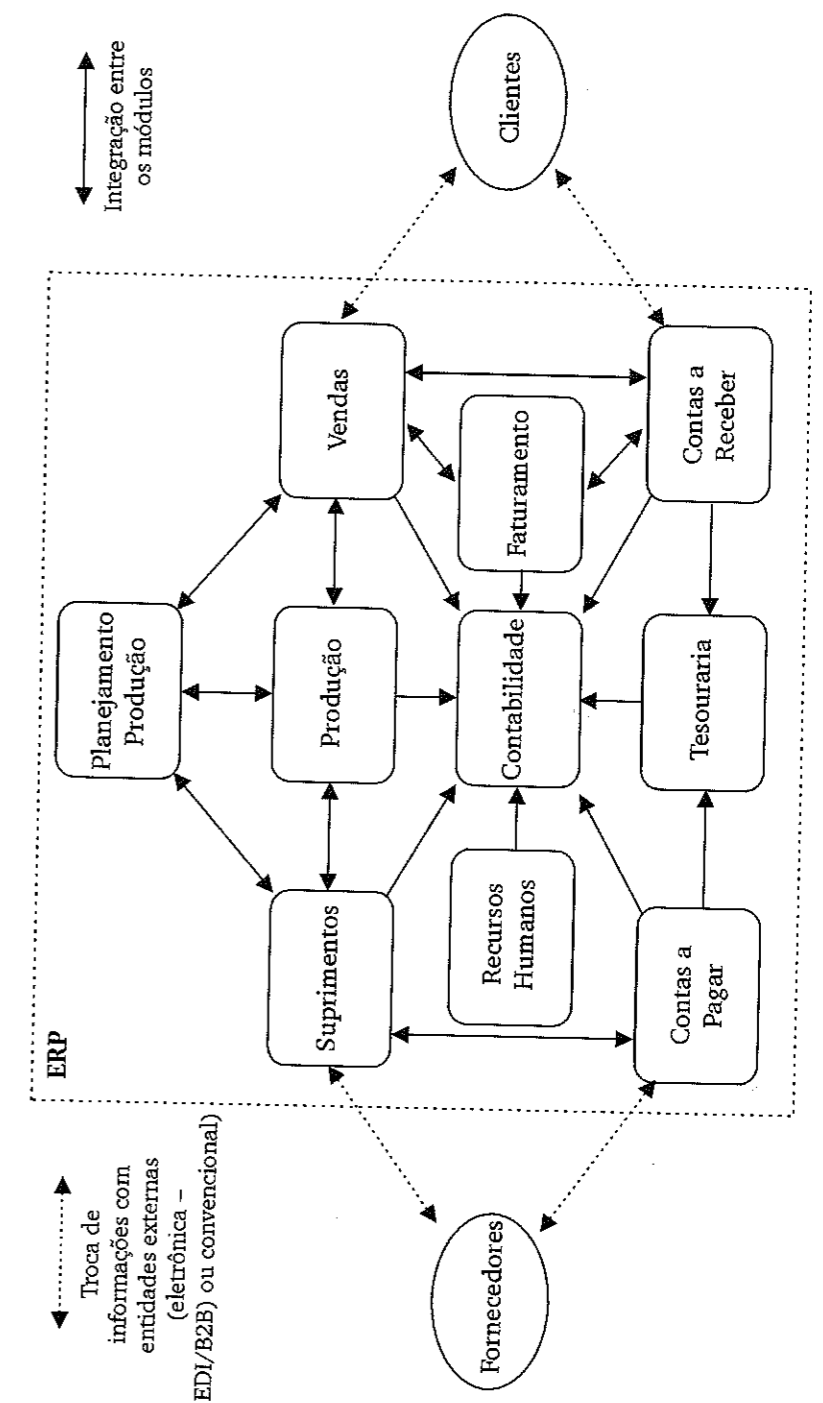 Troca de
informações com
entidades externas
(eletrônica –
EDI/B2B) ou convencional)
Integração entre
os módulos
ERP
Planejamento
Produção
Suprimentos
Produção
Vendas
Recursos
Humanos
Contabilidade
Faturamento
Contas a
Pagar
Tesouraria
Contas a
Receber
Fornecedores
Clientes